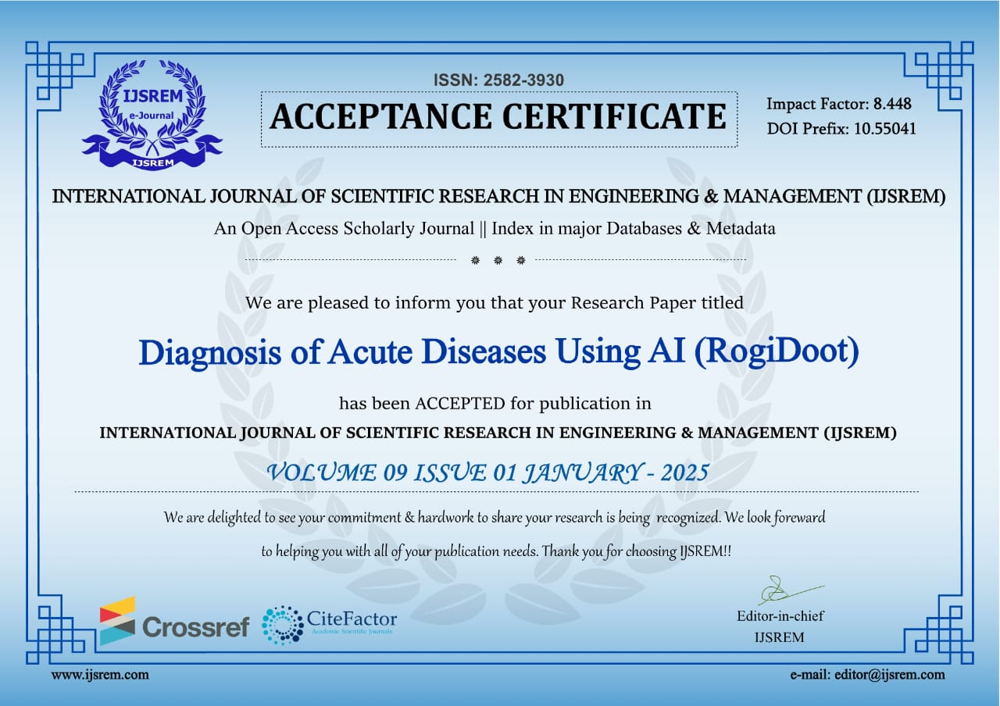 ISSN: 2582-3930
IJSREM
e-Journal
IJSREM
ACCEPTANCE CERTIFICATE
Impact Factor: 8.448
DOI Prefix: 10.55041
INTERNATIONAL JOURNAL OF SCIENTIFIC RESEARCH IN ENGINEERING & MANAGEMENT (IJSREM)
An Open Access Scholarly Journal || Index in major Databases & Metadata
We are pleased to inform you that your Research Paper titled
Diagnosis of Acute Diseases Using AI (RogiDoot)
has been ACCEPTED for publication in
INTERNATIONAL JOURNAL OF SCIENTIFIC RESEARCH IN ENGINEERING & MANAGEMENT (IJSREM)
VOLUME 09 ISSUE 01 JANUARY - 2025
We are delighted to see your commitment & hardwork to share your research is being recognized. We look foreward
to helping you with all of your publication needs. Thank you for choosing IJSREM!!
Crossref
CiteFactor
Academic Scientific Journals
Editor-in-chief
IJSREM
www.ijsrem.com
e-mail: editor@ijsrem.com